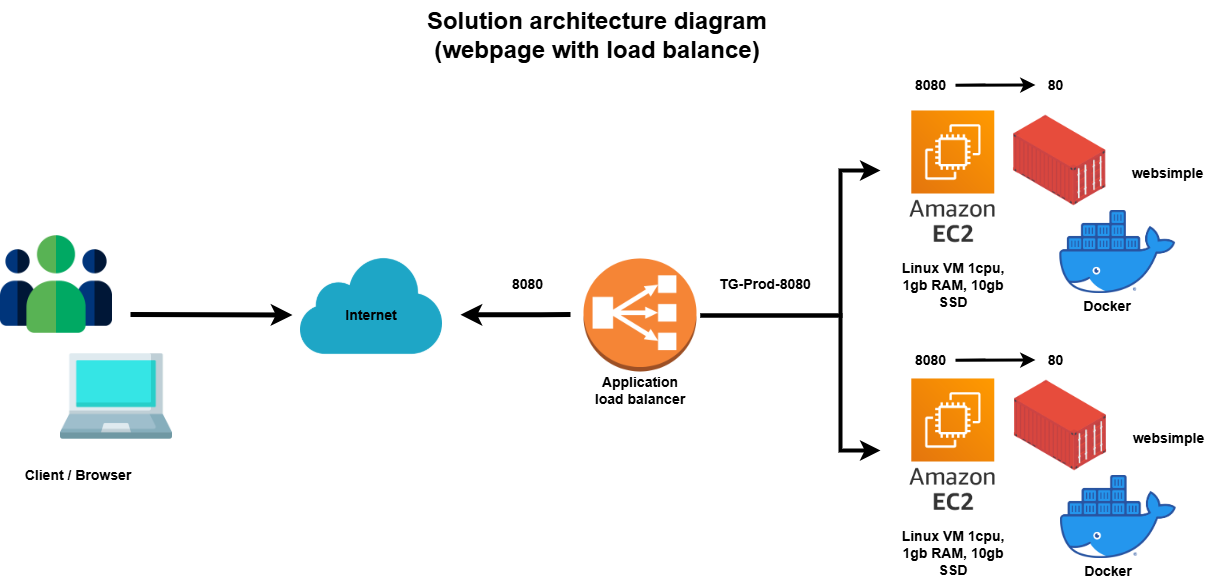 Solution architecture diagram
(webpage with load balance)
8080
80
Amazon
EC2
websimple
Linux VM 1cpu,
1gb RAM, 10gb
SSD
Docker
Internet
8080
TG-Prod-8080
Application
load balancer
Client / Browser
8080
80
Amazon
EC2
websimple
Linux VM 1cpu,
1gb RAM, 10gb
SSD
Docker